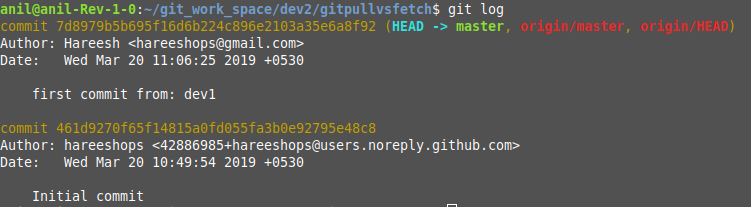 anil@anil-Rev-1-0:~/git_work_space/dev2/gitpullvsfetch$ git log
commit 7d8979b5b695f16d6b224c896e2103a35e6a8f92 (HEAD -> master, origin/master, origin/HEAD)
Author: Hareesh <hareeshops@gmail.com>
Date:   Wed Mar 20 11:06:25 2019 +0530
first commit from: dev1
commit 461d9270f65f14815a0fd055fa3b0e92795e48c8
Author: hareeshops <42886985+hareeshops@users.noreply.github.com>
Date:   Wed Mar 20 10:49:54 2019 +0530
Initial commit